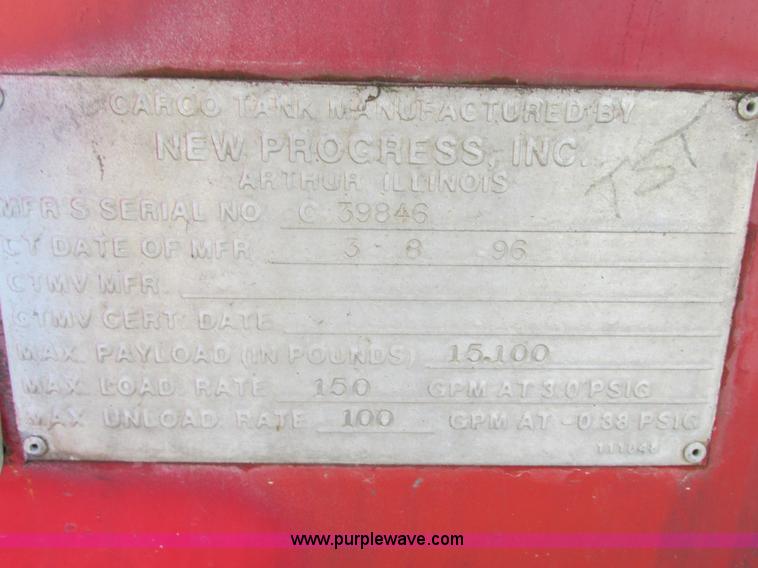 CARGO TANK MANUFACTURED BY
NEW PROGRESS, INC.
ARTHUR ILLINOIS
MFR'S SERIAL NO. C 39846
CT DATE OF MFR. 3 - 8 96
CTMV MFR.
CTMV CERT. DATE
MAX. PAYLOAD (IN POUNDS) 15,100
MAX. LOAD. RATE 150 GPM AT 3.0 PSIG
MAX UNLOAD. RATE 100 GPM AT -0.38 PSIG
www.purplewave.com